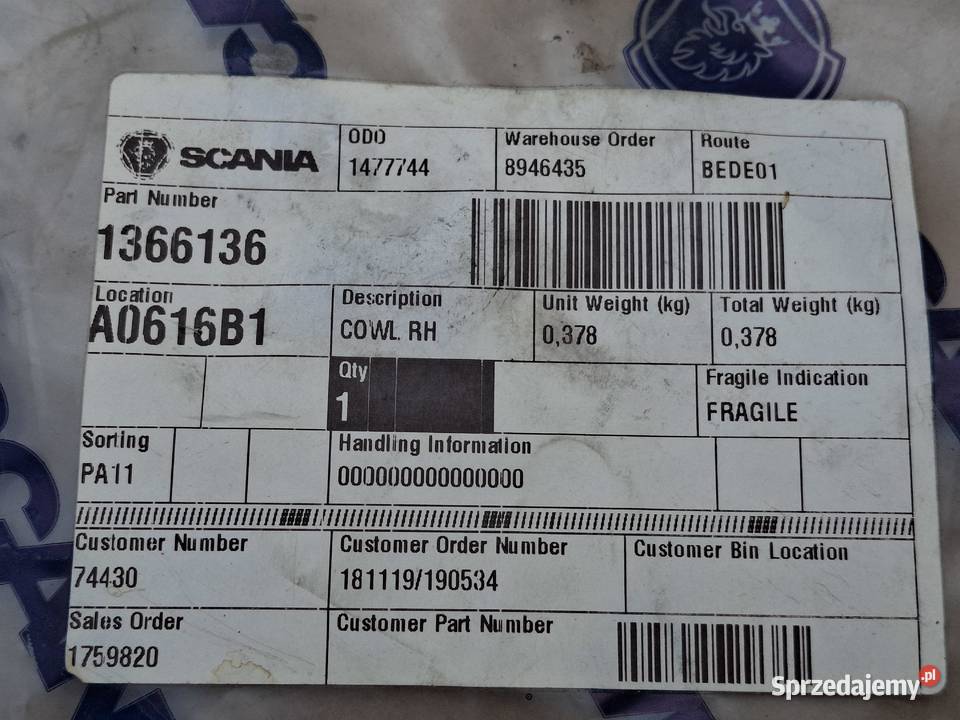 SCANIA
ODO
1477744
Warehouse Order
8946435
Route
BEDE01
Part Number
1366136
Location
A0616B1
Description
COWL. RH
Unit Weight (kg)
0,378
Total Weight (kg)
0,378
Qty
1
Fragile Indication
FRAGILE
Sorting
PA11
Handling Information
000000000000000
Customer Number
74430
Customer Order Number
181119/190534
Customer Bin Location
Sales Order
1759820
Customer Part Number
Sprzedajemy.pl